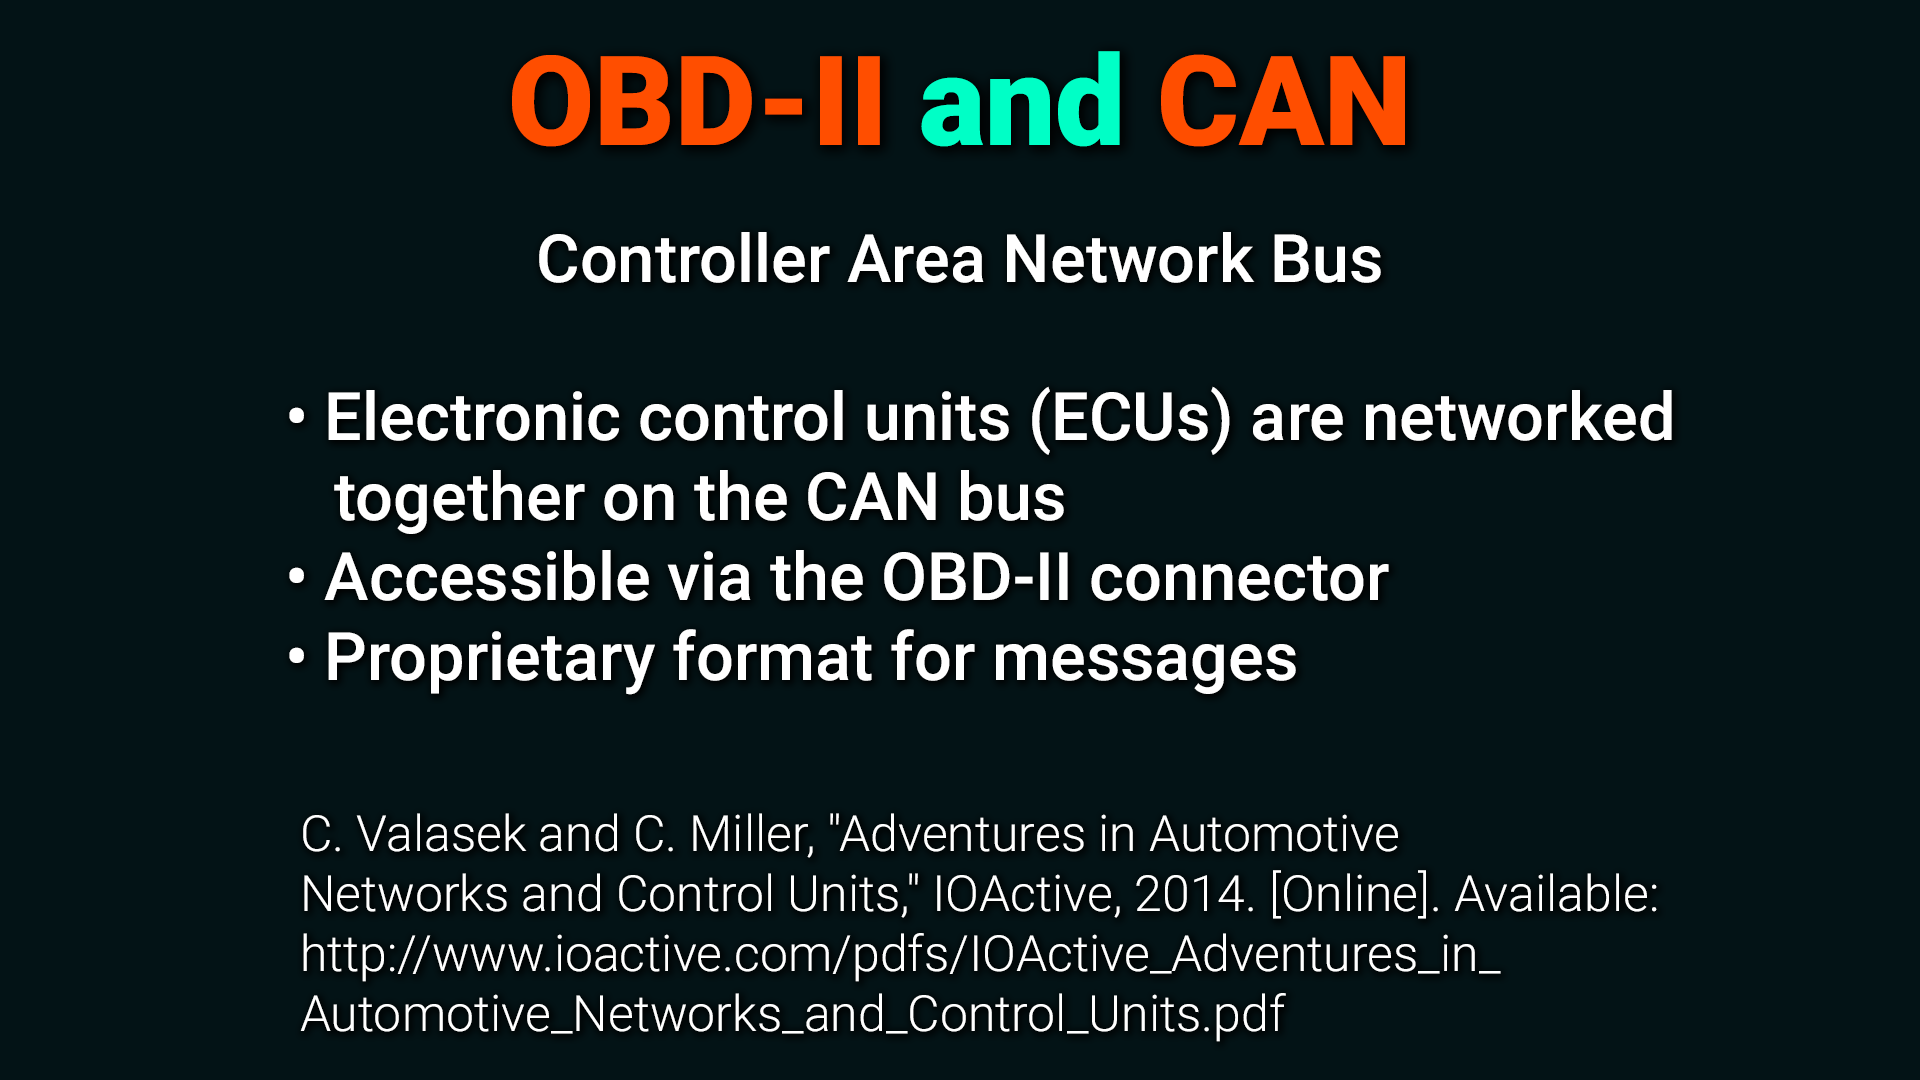 OBD-II and CAN
Controller Area Network Bus
• Electronic control units (ECUs) are networked
together on the CAN bus
• Accessible via the OBD-II connector
• Proprietary format for messages
C. Valasek and C. Miller, "Adventures in Automotive
Networks and Control Units," IOActive, 2014. [Online]. Available:
http://www.ioactive.com/pdfs/IOActive_Adventures_in_
Automotive_Networks_and_Control_Units.pdf